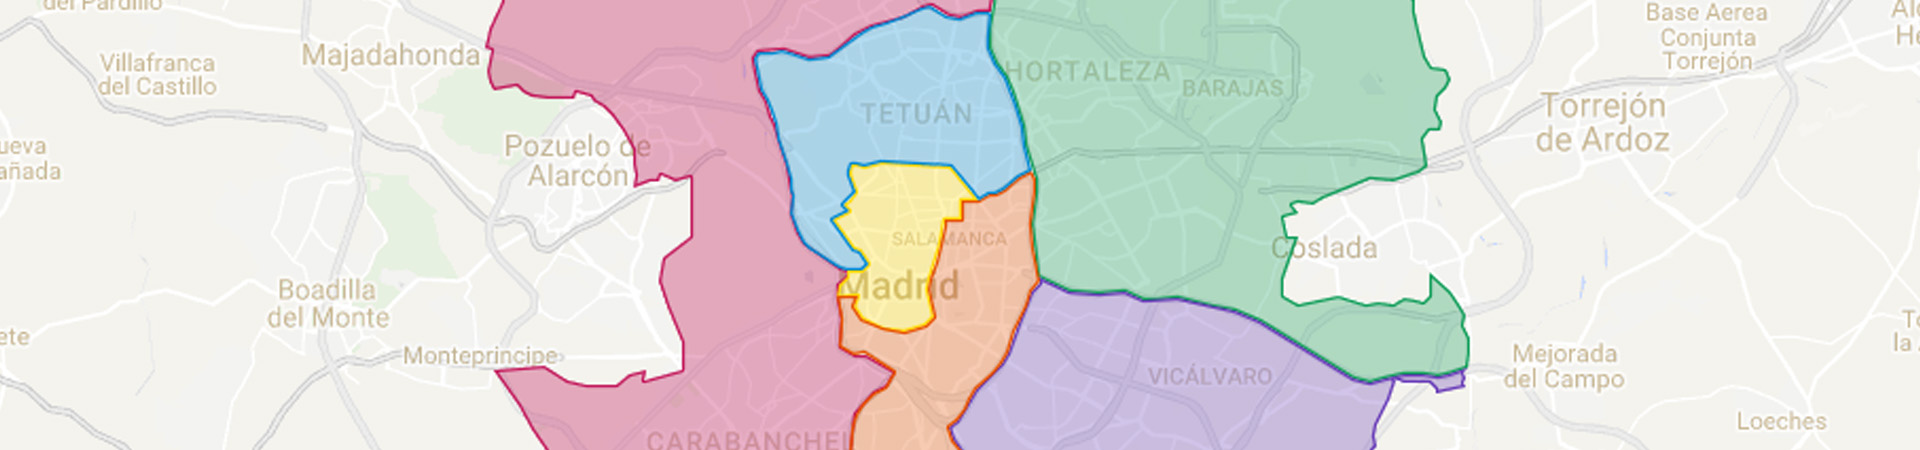 del Pardillo
Villafranca
del Castillo
Majadahonda
Pozuelo de
Alarcón
Boadilla
del Monte
Monteprincipe
TETUÁN
HORTALEZA
BARAJAS
SALAMANCA
Madrid
Coslada
VICÁLVARO
CARABANCHEL
Base Aerea
Conjunta
Torrejón
Torrejón
de Ardoz
Mejorada
del Campo
Loeches
ueva
añada
ete
Al
He
To
la